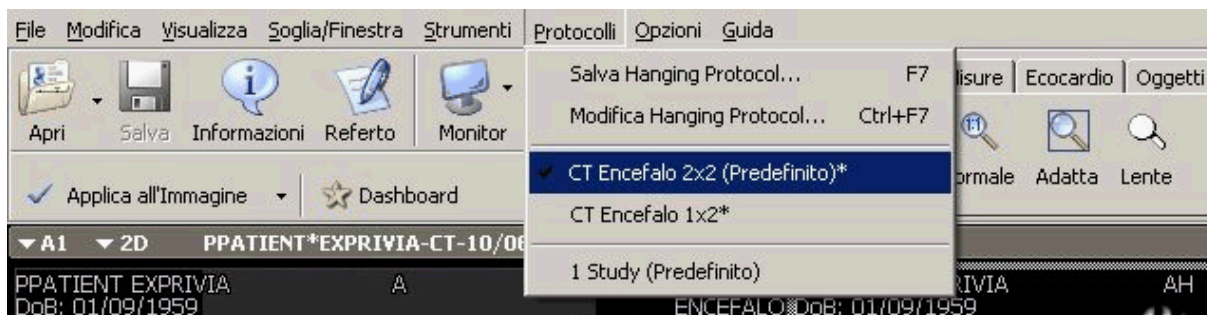 File Modifica Visualizza Soglia/Finestra Strumenti Protocolli Opzioni Guida
Salva Hanging Protocol... F7
Modifica Hanging Protocol... Ctrl+F7
CT Encefalo 2x2 (Predefinito)*
CT Encefalo 1x2*
1 Study (Predefinito)
isure Ecocardio Oggetti
Apri Salva Informazioni Referto Monitor
ormale Adatta Lente
Applica all'Immagine Dashboard
A1 2D PPATIENT*EXPRIVIA-CT-10/06
PPATIENT EXPRIVIA A RIVIA AH
DoB: 01/09/1959 ENCEFALO DoB: 01/09/1959